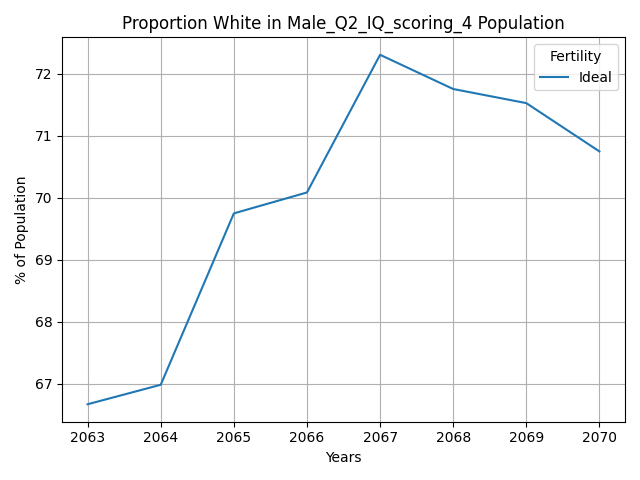 Proportion White in Male_Q2_IQ_scoring_4 Population
Fertility
Ideal
% of Population
72
71
70
69
68
67
2063 2064 2065 2066 2067 2068 2069 2070
Years